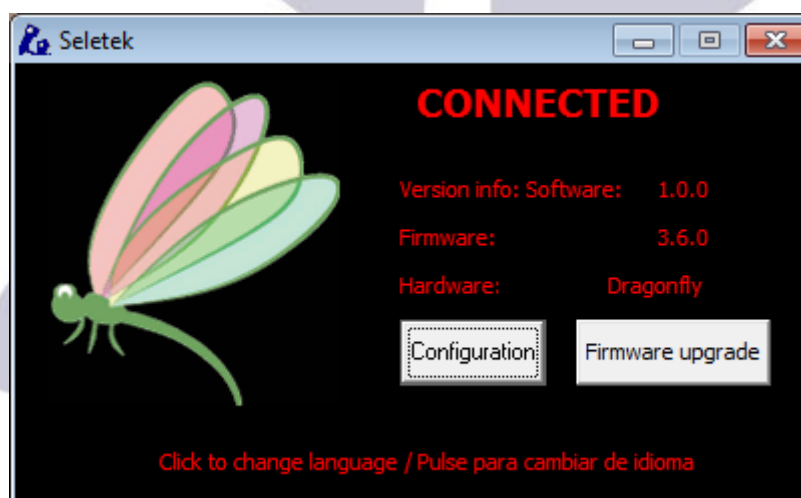 Seletek
CONNECTED
Version info: Software: 1.0.0
Firmware: 3.6.0
Hardware: Dragonfly
Configuration Firmware upgrade
Click to change language / Pulse para cambiar de idioma